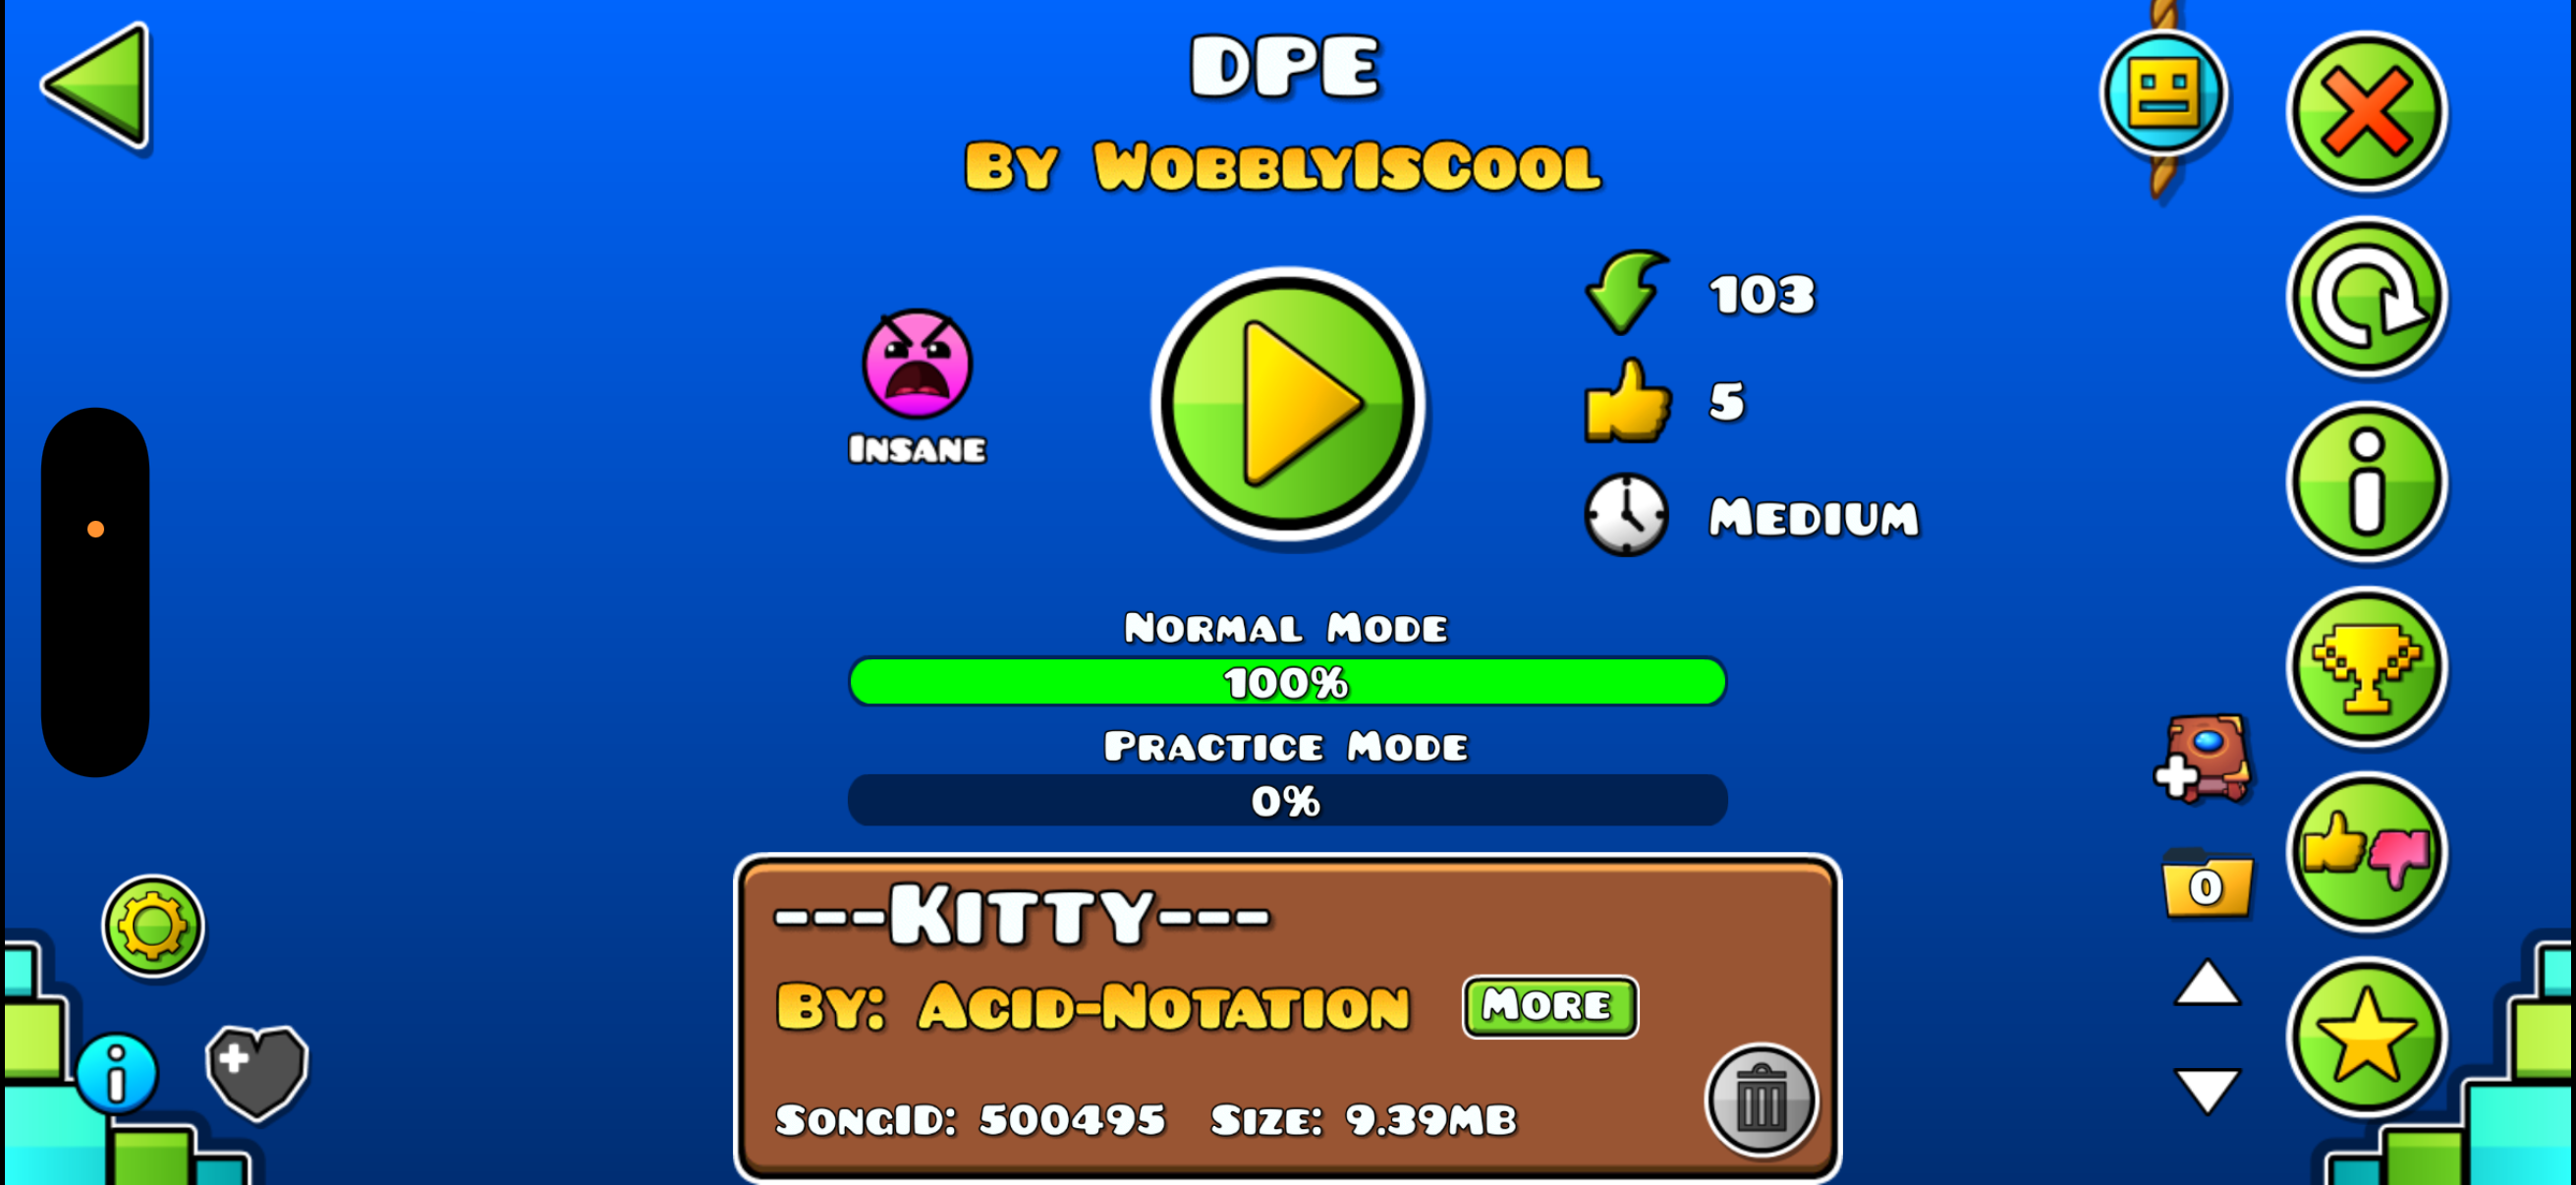 DPE
By WobblyIsCool
103
Insane
5
Medium
Normal Mode
100%
Practice Mode
0%
---Kitty---
0
By: Acid-Notation
More
SongID: 500495 Size: 9.39MB